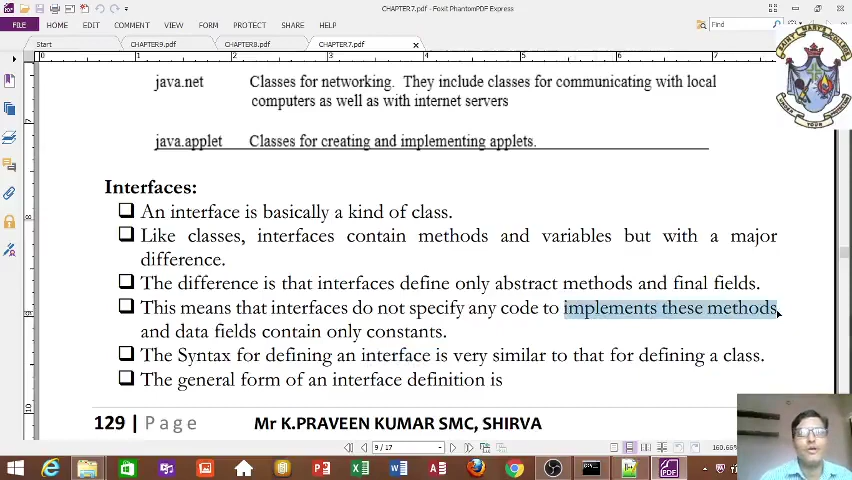 CHAPTER7.pdf - Foxit PhantomPDF Express
FILE HOME EDIT COMMENT VIEW FORM PROTECT SHARE HELP
Find
Start CHAPTER9.pdf CHAPTER8.pdf CHAPTER7.pdf
java.net Classes for networking. They include classes for communicating with local
computers as well as with internet servers
java.applet Classes for creating and implementing applets.
Interfaces:
An interface is basically a kind of class.
Like classes, interfaces contain methods and variables but with a major
difference.
The difference is that interfaces define only abstract methods and final fields.
This means that interfaces do not specify any code to implements these methods
and data fields contain only constants.
The Syntax for defining an interface is very similar to that for defining a class.
The general form of an interface definition is
129 | Page Mr K.PRAVEEN KUMAR SMC, SHIRVA
9 / 17